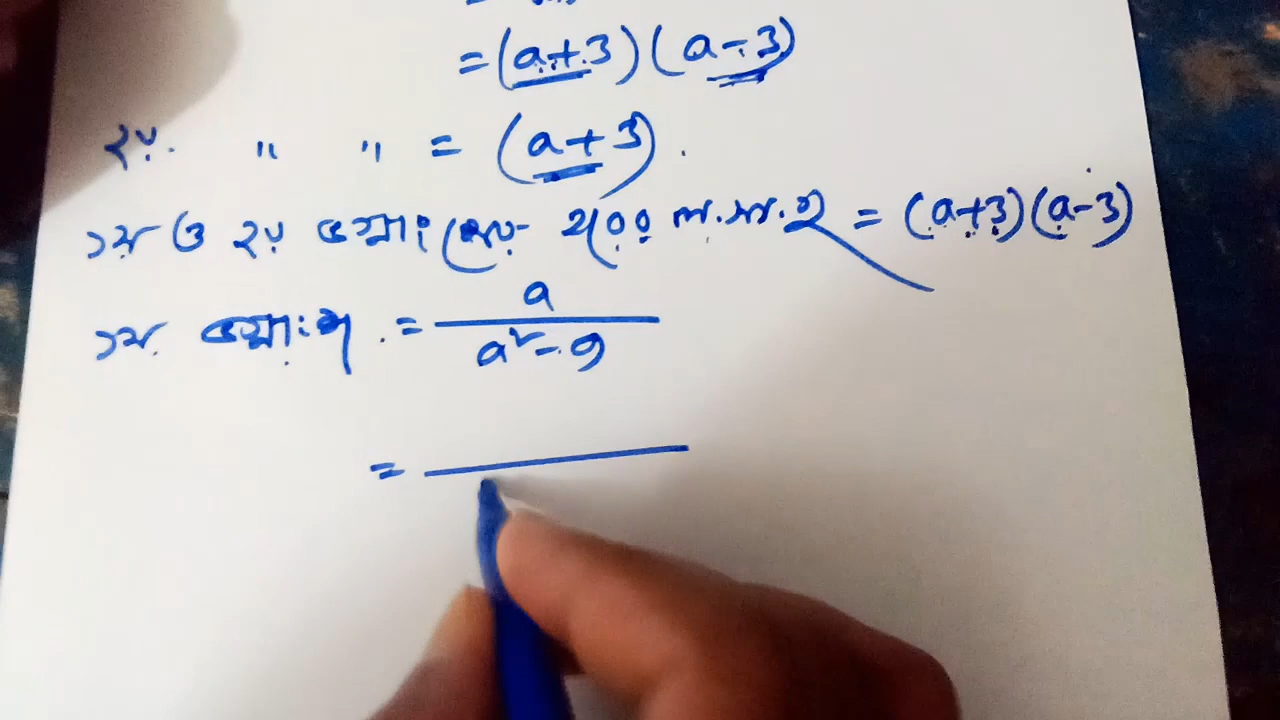 = (a+3) (a-3)
২য় " " = (a+3).
১ম ও ২য় ভগ্নাংশের হরের ল.সা.গু = (a+3)(a-3)
১ম ভগ্নাংশ = a / a²-9
=